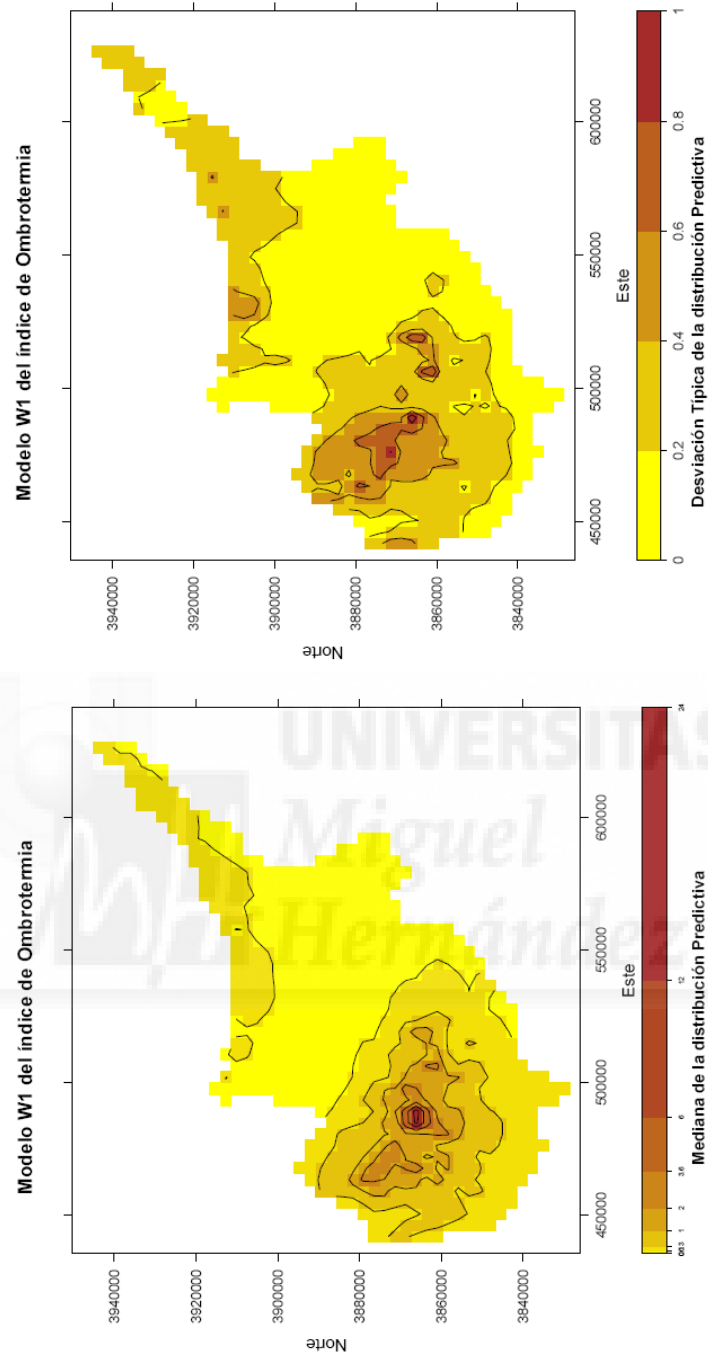 Modelo W1 del índice de Ombrotermia
Norte
3940000
3920000
3900000
3880000
3860000
3840000
450000 500000 550000 600000
Este
1 2 3.6 6 12 24
Mediana de la distribución Predictiva
Modelo W1 del índice de Ombrotermia
Norte
3940000
3920000
3900000
3880000
3860000
3840000
450000 500000 550000 600000
Este
0 0.2 0.4 0.6 0.8 1
Desviación Típica de la distribución Predictiva
UNIVERSITAS
Miguel
Hernández